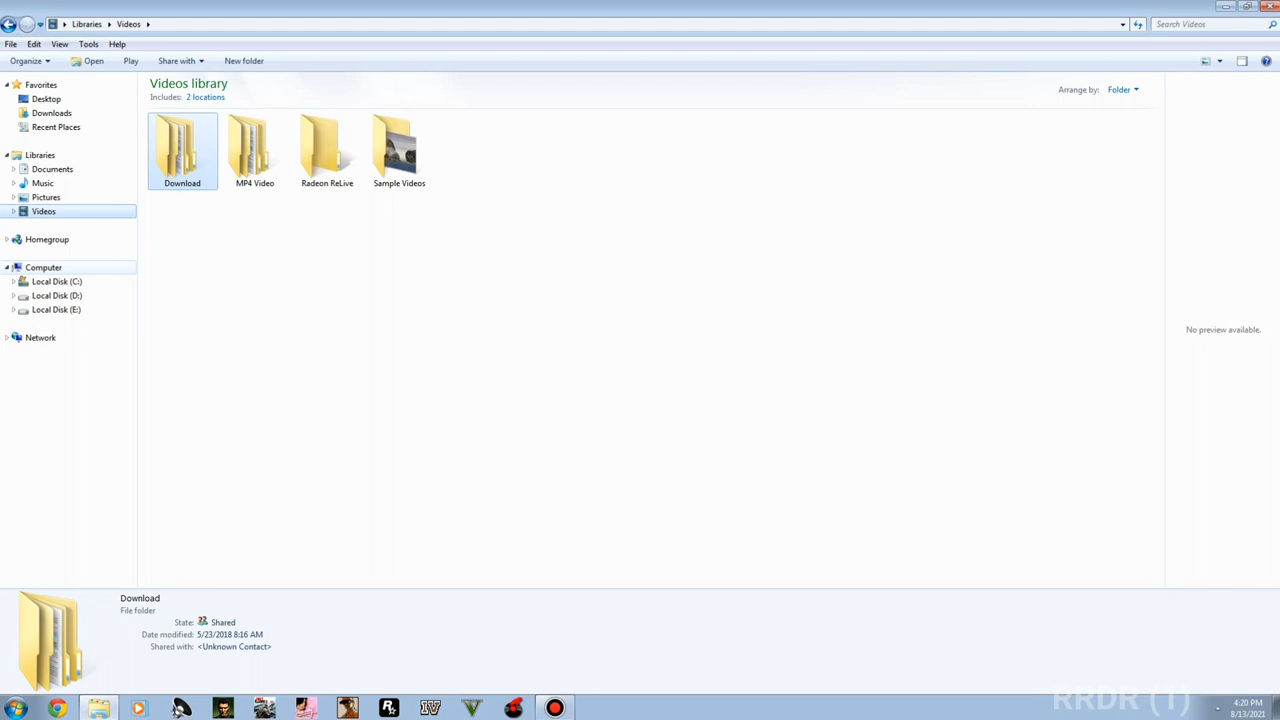 Libraries Videos
Search Videos
File Edit View Tools Help
Organize Open Play Share with New folder
Videos library
Includes: 2 locations
Arrange by: Folder
Favorites
Desktop
Downloads
Recent Places
Libraries
Documents
Music
Pictures
Videos
Homegroup
Computer
Local Disk (C:)
Local Disk (D:)
Local Disk (E:)
Network
Download MP4 Video Radeon ReLive Sample Videos
No preview available.
Download
File folder
State: Shared
Date modified: 5/23/2018 8:16 AM
Shared with: <Unknown Contact>
RRDR (1)
R*
IV
V
4:20 PM
8/13/2021